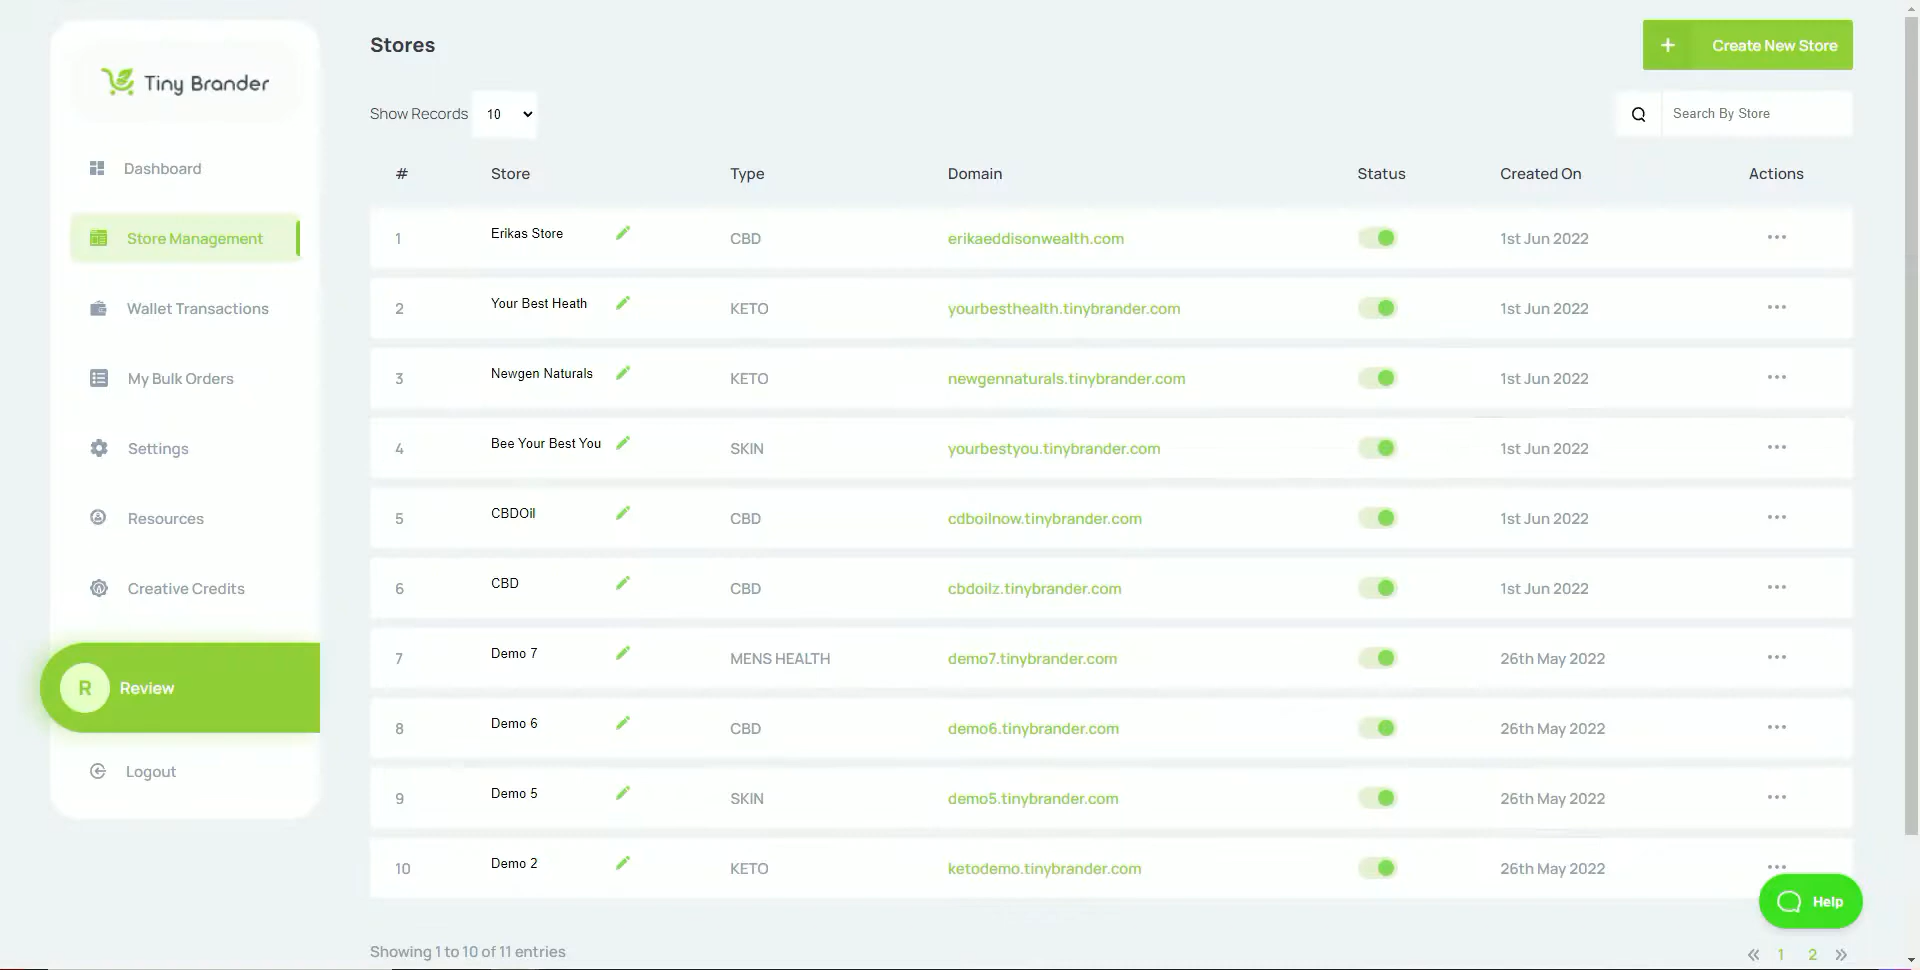 Tiny Brander
Dashboard
Store Management
Wallet Transactions
My Bulk Orders
Settings
Resources
Creative Credits
R Review
Logout
Stores
+ Create New Store
Show Records 10
Search By Store
# Store Type Domain Status Created On Actions
1 Erikas Store CBD erikaeddisonwealth.com 1st Jun 2022 ...
2 Your Best Heath KETO yourbesthealth.tinybrander.com 1st Jun 2022 ...
3 Newgen Naturals KETO newgennaturals.tinybrander.com 1st Jun 2022 ...
4 Bee Your Best You SKIN yourbestyou.tinybrander.com 1st Jun 2022 ...
5 CBDOil CBD cdboilnow.tinybrander.com 1st Jun 2022 ...
6 CBD CBD cbdoilz.tinybrander.com 1st Jun 2022 ...
7 Demo 7 MENS HEALTH demo7.tinybrander.com 26th May 2022 ...
8 Demo 6 CBD demo6.tinybrander.com 26th May 2022 ...
9 Demo 5 SKIN demo5.tinybrander.com 26th May 2022 ...
10 Demo 2 KETO ketodemo.tinybrander.com 26th May 2022 ...
Help
Showing 1 to 10 of 11 entries
« 1 2 »